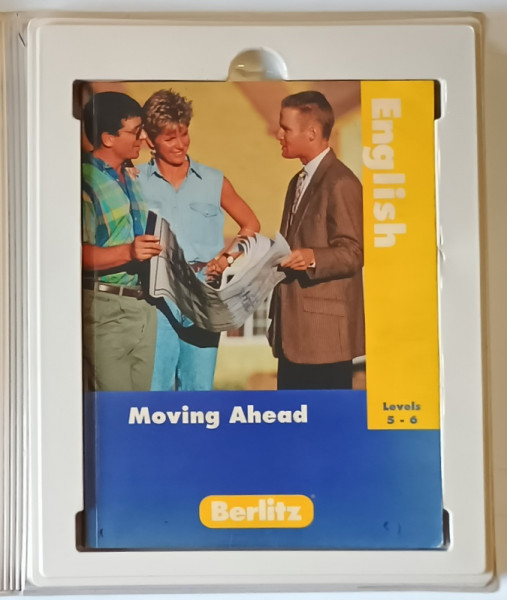 English
Levels
5 - 6
Moving Ahead
Berlitz